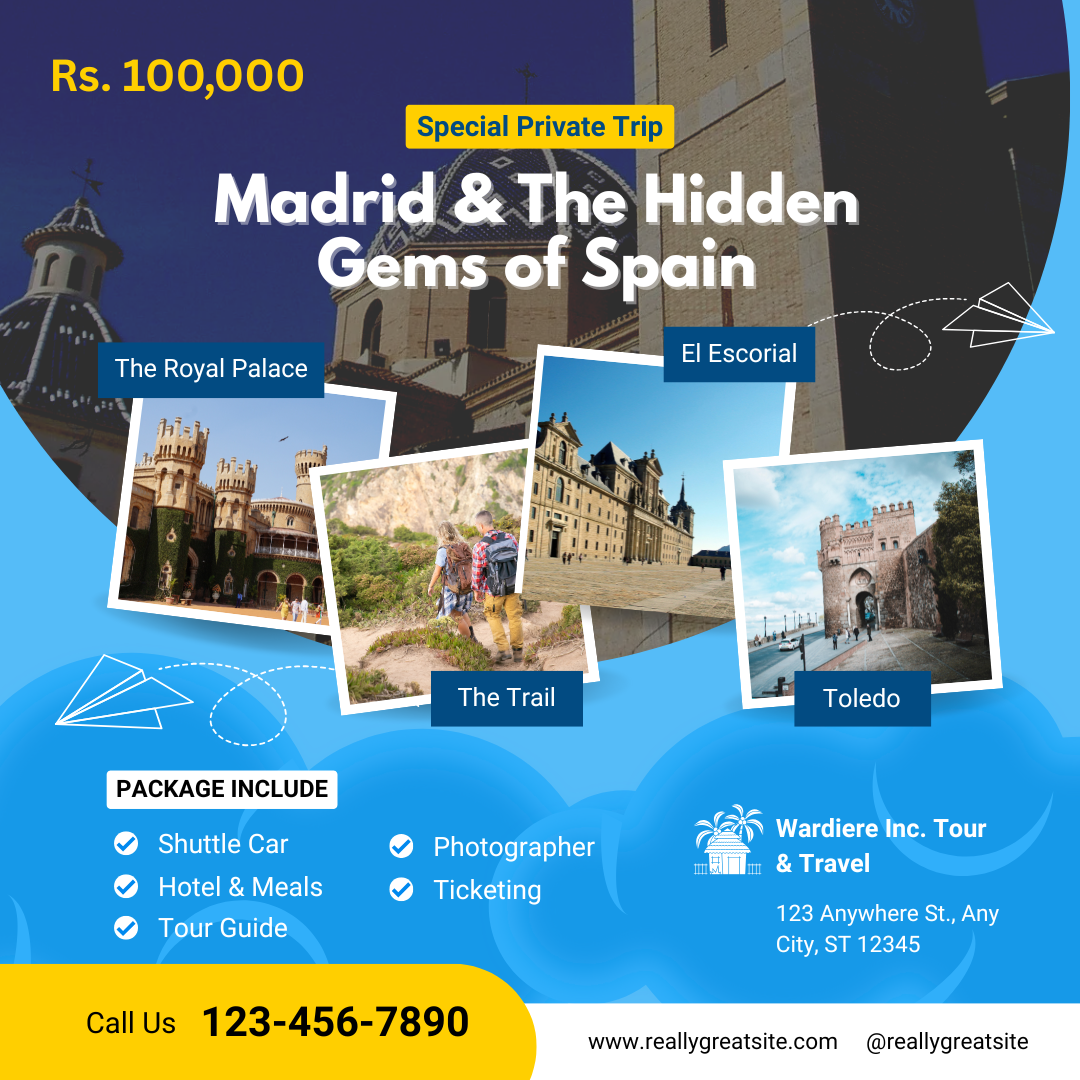 Rs. 100,000
Special Private Trip
Madrid & The Hidden
Gems of Spain
The Royal Palace
El Escorial
The Trail
Toledo
PACKAGE INCLUDE
Shuttle Car
Hotel & Meals
Tour Guide
Photographer
Ticketing
Wardiere Inc. Tour
& Travel
123 Anywhere St., Any
City, ST 12345
Call Us 123-456-7890
www.reallygreatsite.com @reallygreatsite